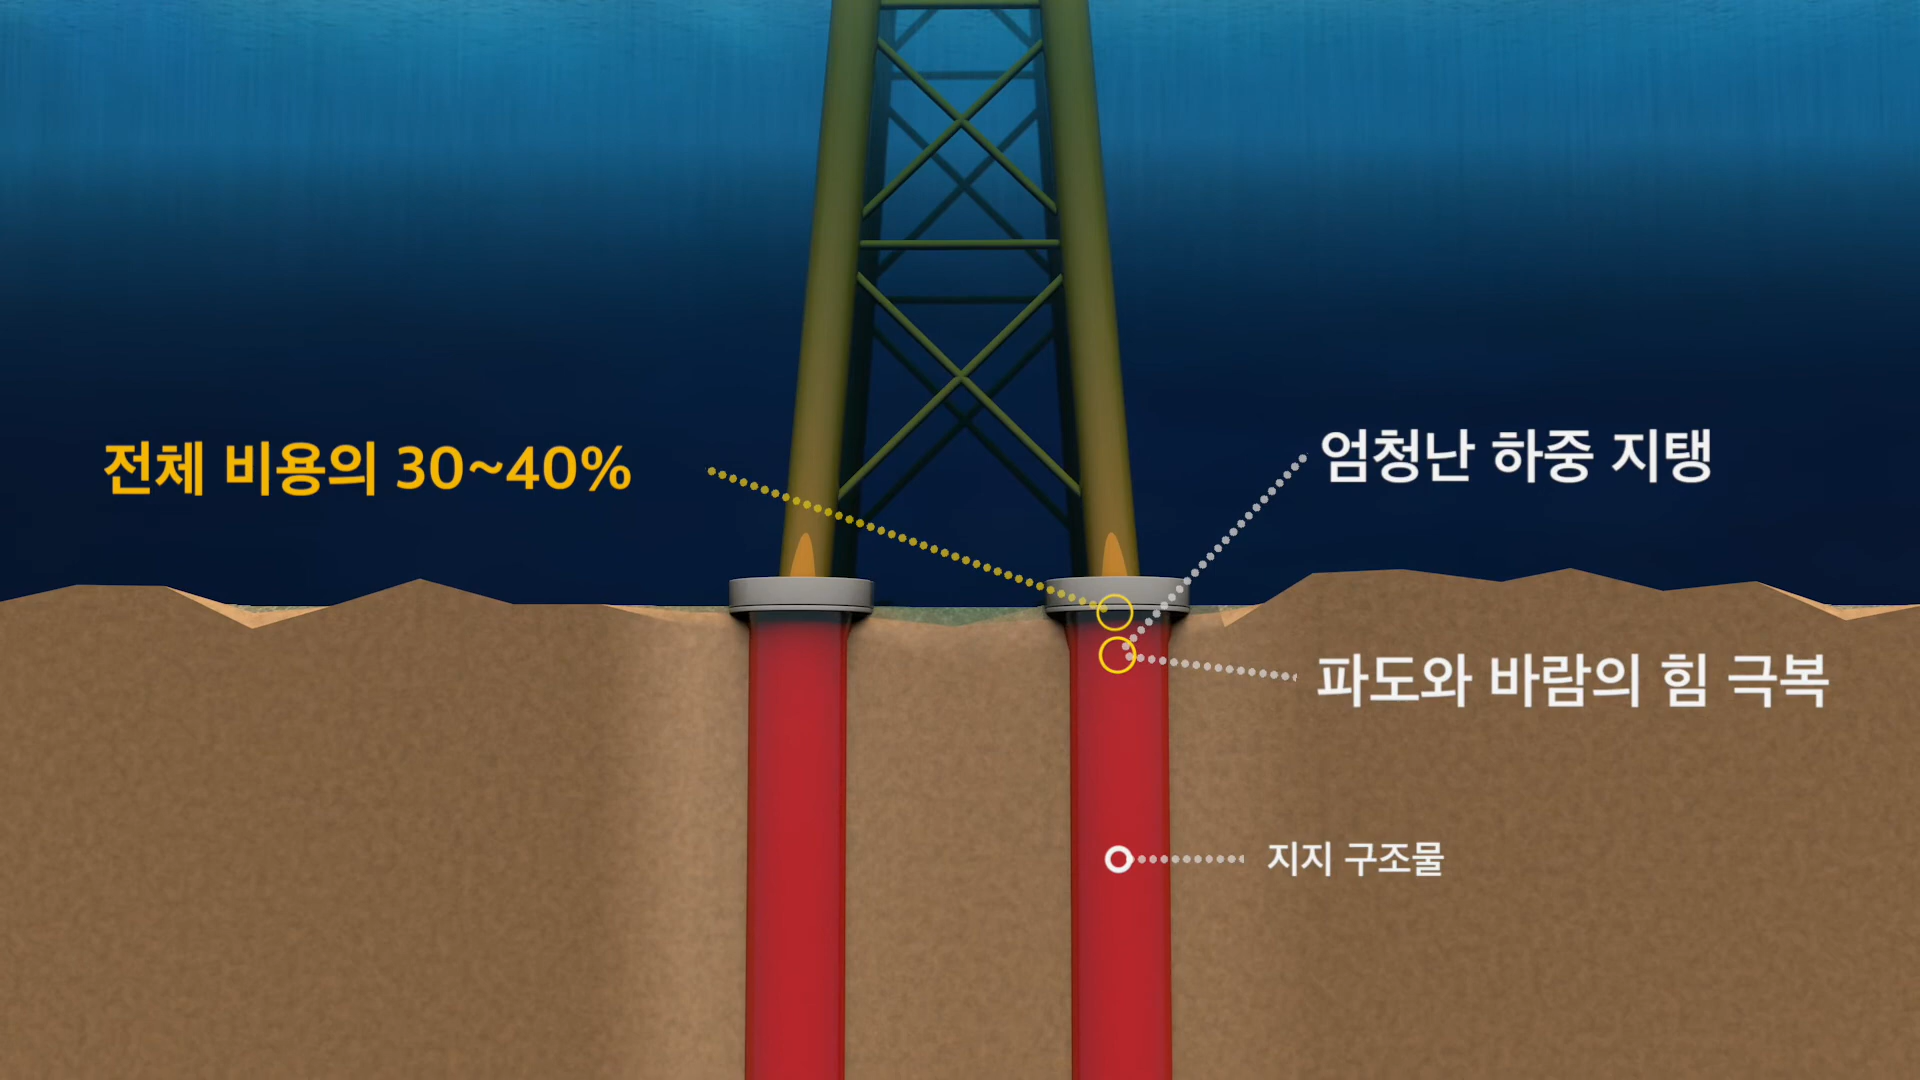 전체 비용의 30~40%
엄청난 하중 지탱
파도와 바람의 힘 극복
지지 구조물